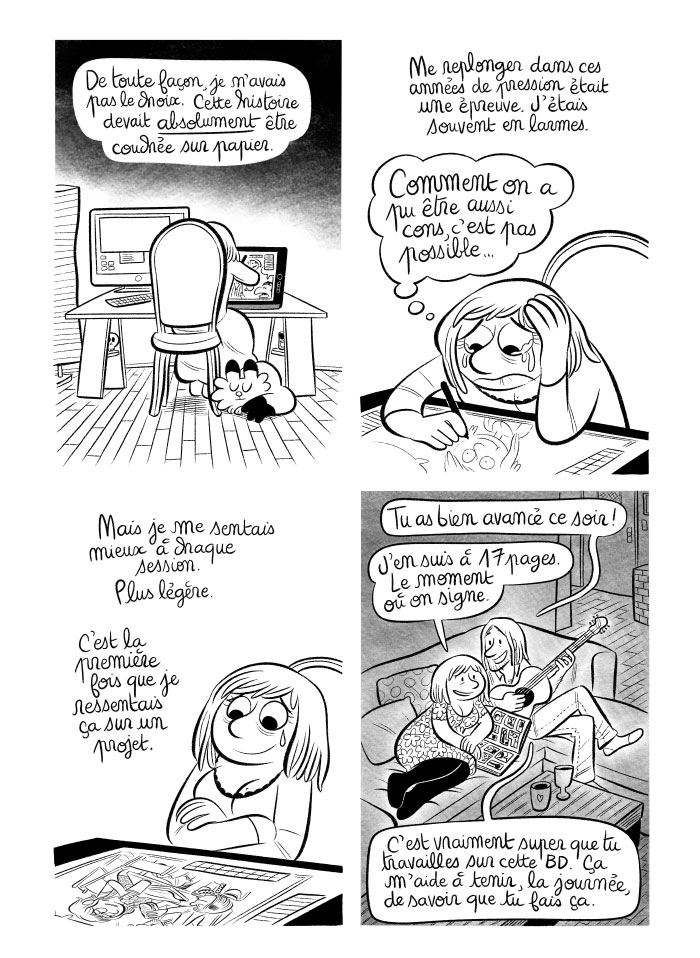 De toute façon, je n'avais
pas le choix. Cette histoire
devait absolument être
couchée sur papier.
Me replonger dans ces
années de pression était
une épreuve. J'étais
souvent en larmes.
Comment on a
pu être aussi
cons, c'est pas
possible...
Mais je me sentais
mieux à chaque
session.
Plus légère.
C'est la
première
fois que je
ressentais
ça sur un
projet.
Tu as bien avancé ce soir !
J'en suis à 17 pages.
Le moment
où on signe.
C'est vraiment super que tu
travailles sur cette BD. Ça
m'aide à tenir, la journée,
de savoir que tu fais ça.